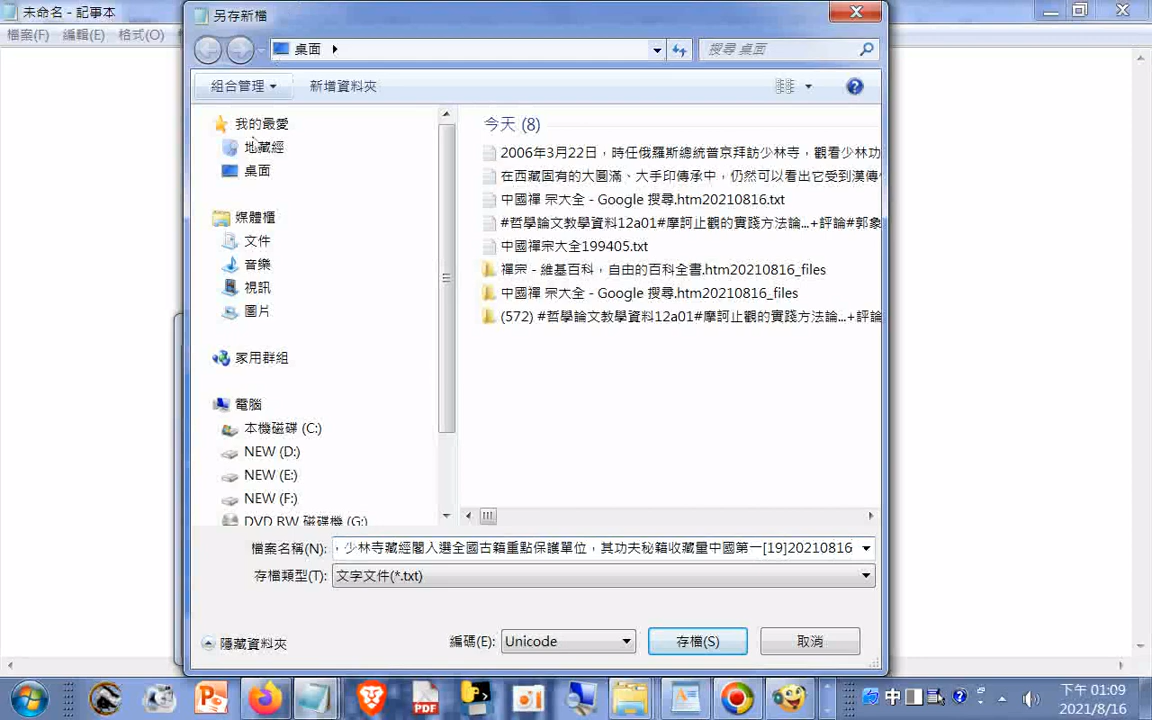 未命名 - 記事本
檔案(F) 編輯(E) 格式(O)
另存新檔
桌面
搜尋 桌面
組合管理 新增資料夾
我的最愛
地藏經
桌面
媒體櫃
文件
音樂
視訊
圖片
家用群組
電腦
本機磁碟 (C:)
NEW (D:)
NEW (E:)
NEW (F:)
DVD RW 磁碟機 (G:)
今天 (8)
2006年3月22日，時任俄羅斯總統普京拜訪少林寺，觀看少林功
在西藏固有的大圓滿、大手印傳承中，仍然可以看出它受到漢傳
中國禪 宗大全 - Google 搜尋.htm20210816.txt
#哲學論文教學資料12a01#摩訶止觀的實踐方法論...+評論#郭象
中國禪宗大全199405.txt
禪宗 - 維基百科，自由的百科全書.htm20210816_files
中國禪 宗大全 - Google 搜尋.htm20210816_files
(572) #哲學論文教學資料12a01#摩訶止觀的實踐方法論...+評論
檔案名稱(N): ，少林寺藏經閣入選全國古籍重點保護單位，其功夫秘籍收藏量中國第一[19]20210816
存檔類型(T): 文字文件(*.txt)
隱藏資料夾
編碼(E): Unicode 存檔(S) 取消
中
下午 01:09
2021/8/16